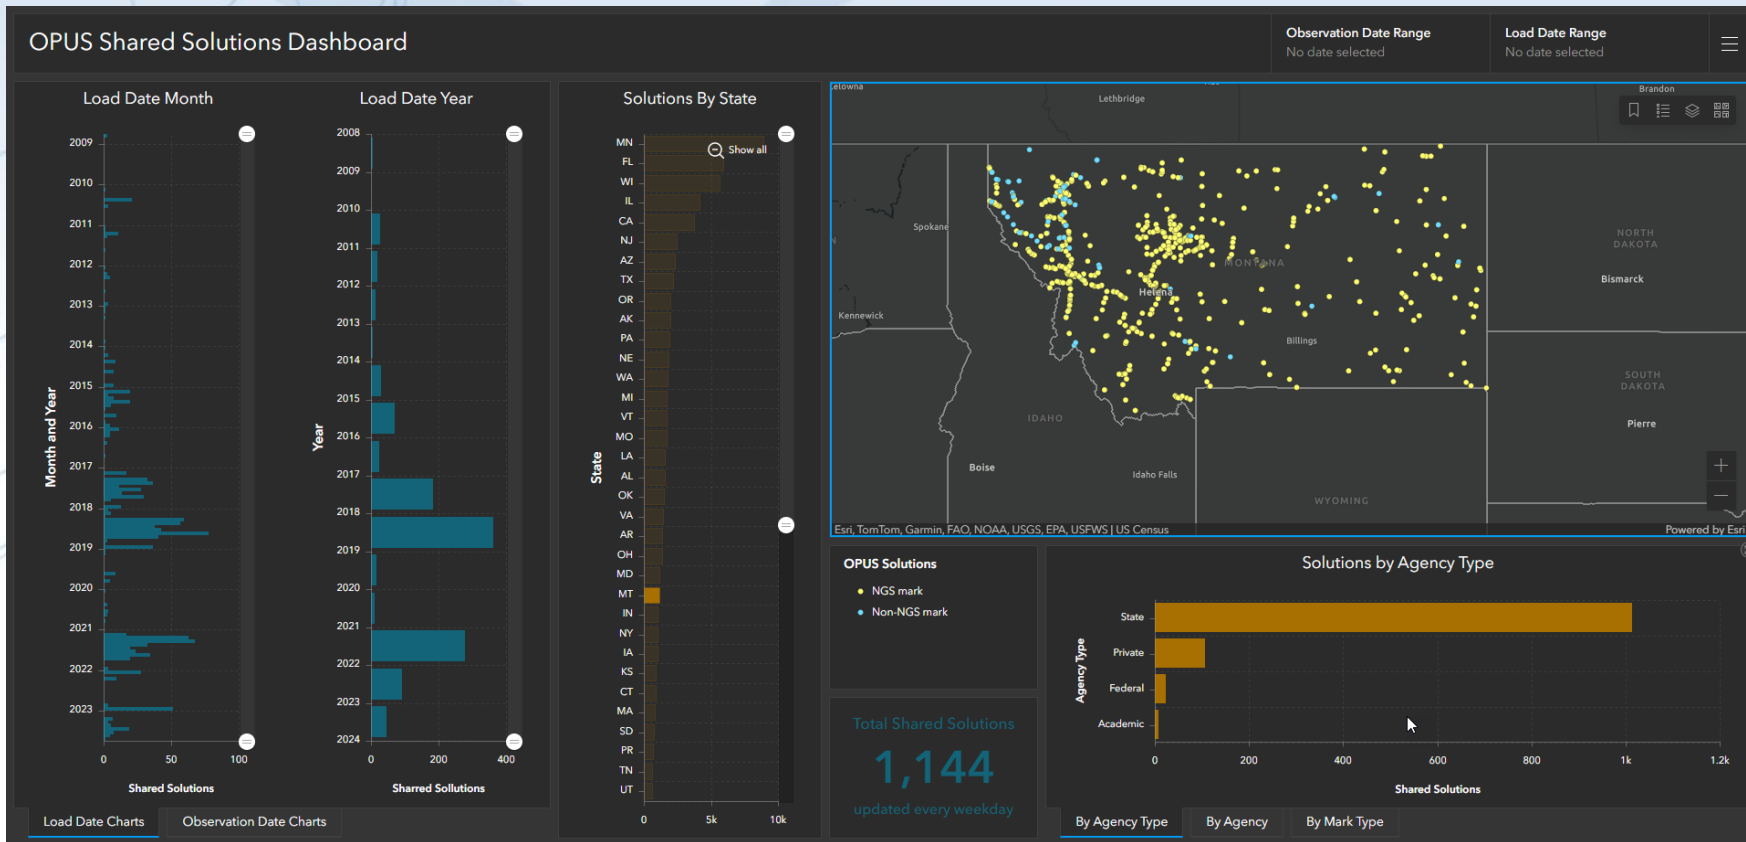 OPUS Shared Solutions Dashboard
Observation Date Range
No date selected
Load Date Range
No date selected
Load Date Month
Month and Year
2009
2010
2011
2012
2013
2014
2015
2016
2017
2018
2019
2020
2021
2022
2023
0 50 100
Shared Solutions
Load Date Year
Year
2008
2009
2010
2011
2012
2013
2014
2015
2016
2017
2018
2019
2020
2021
2022
2023
2024
0 200 400
Sharred Sollutions
Load Date Charts
Observation Date Charts
Solutions By State
Show all
State
MN
FL
WI
IL
CA
NJ
AZ
TX
OR
AK
PA
NE
WA
MI
VT
MO
LA
AL
OK
VA
AR
OH
MD
MT
IN
NY
IA
KS
CT
MA
SD
PR
TN
UT
0 5k 10k
elowna
Lethbridge
Brandon
Spokane
NORTH
DAKOTA
MONTANA
Bismarck
Helena
Kennewick
Billings
SOUTH
DAKOTA
IDAHO
Pierre
Boise
Idaho Falls
WYOMING
Esri, TomTom, Garmin, FAO, NOAA, USGS, EPA, USFWS | US Census
Powered by Esri
OPUS Solutions
NGS mark
Non-NGS mark
Total Shared Solutions
1,144
updated every weekday
Solutions by Agency Type
Agency Type
State
Private
Federal
Academic
0 200 400 600 800 1k 1.2k
Shared Solutions
By Agency Type
By Agency
By Mark Type